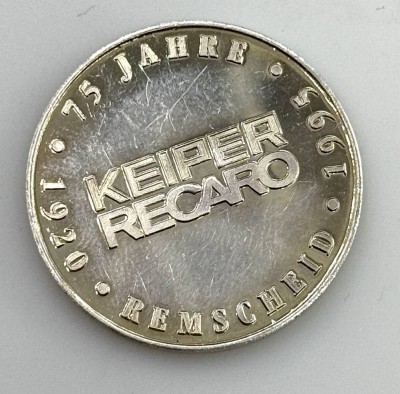 75 JAHRE
KEIPER
RECARO
1920 • REMSCHEID • 1995